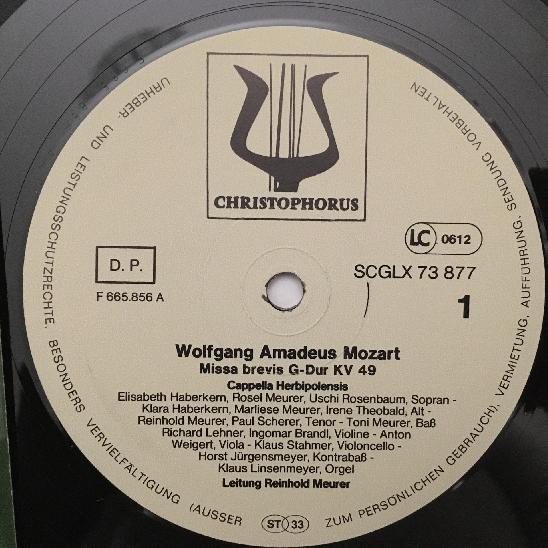 CHRISTOPHORUS
LC 0612
D. P.
F 665.856 A
SCGLX 73 877
1
Wolfgang Amadeus Mozart
Missa brevis G-Dur KV 49
Cappella Herbipolensis
Elisabeth Haberkern, Rosel Meurer, Uschi Rosenbaum, Sopran -
Klara Haberkern, Marliese Meurer, Irene Theobald, Alt -
Reinhold Meurer, Paul Scherer, Tenor - Toni Meurer, Baß
Richard Lehner, Ingomar Brandl, Violine - Anton
Weigert, Viola - Klaus Stahmer, Violoncello -
Horst Jürgensmeyer, Kontrabaß -
Klaus Linsenmeyer, Orgel
Leitung Reinhold Meurer
ST 33
URHEBER- UND LEISTUNGSSCHUTZRECHTE, BESONDERS VERVIELFÄLTIGUNG (AUSSER ZUM PERSÖNLICHEN GEBRAUCH), VERMIETUNG, AUFFÜHRUNG, SENDUNG VORBEHALTEN